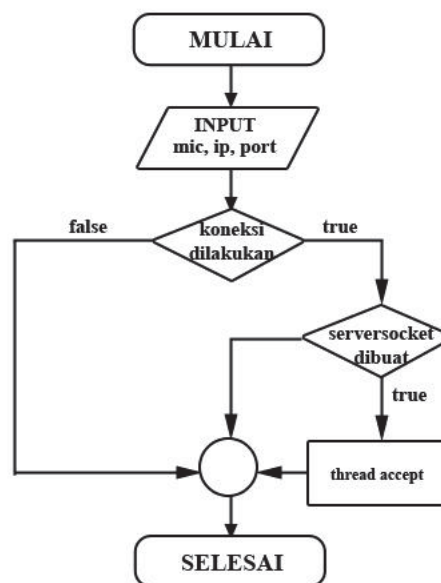 MULAI
INPUT
mic, ip, port
false
koneksi
dilakukan
true
serversocket
dibuat
true
thread accept
SELESAI